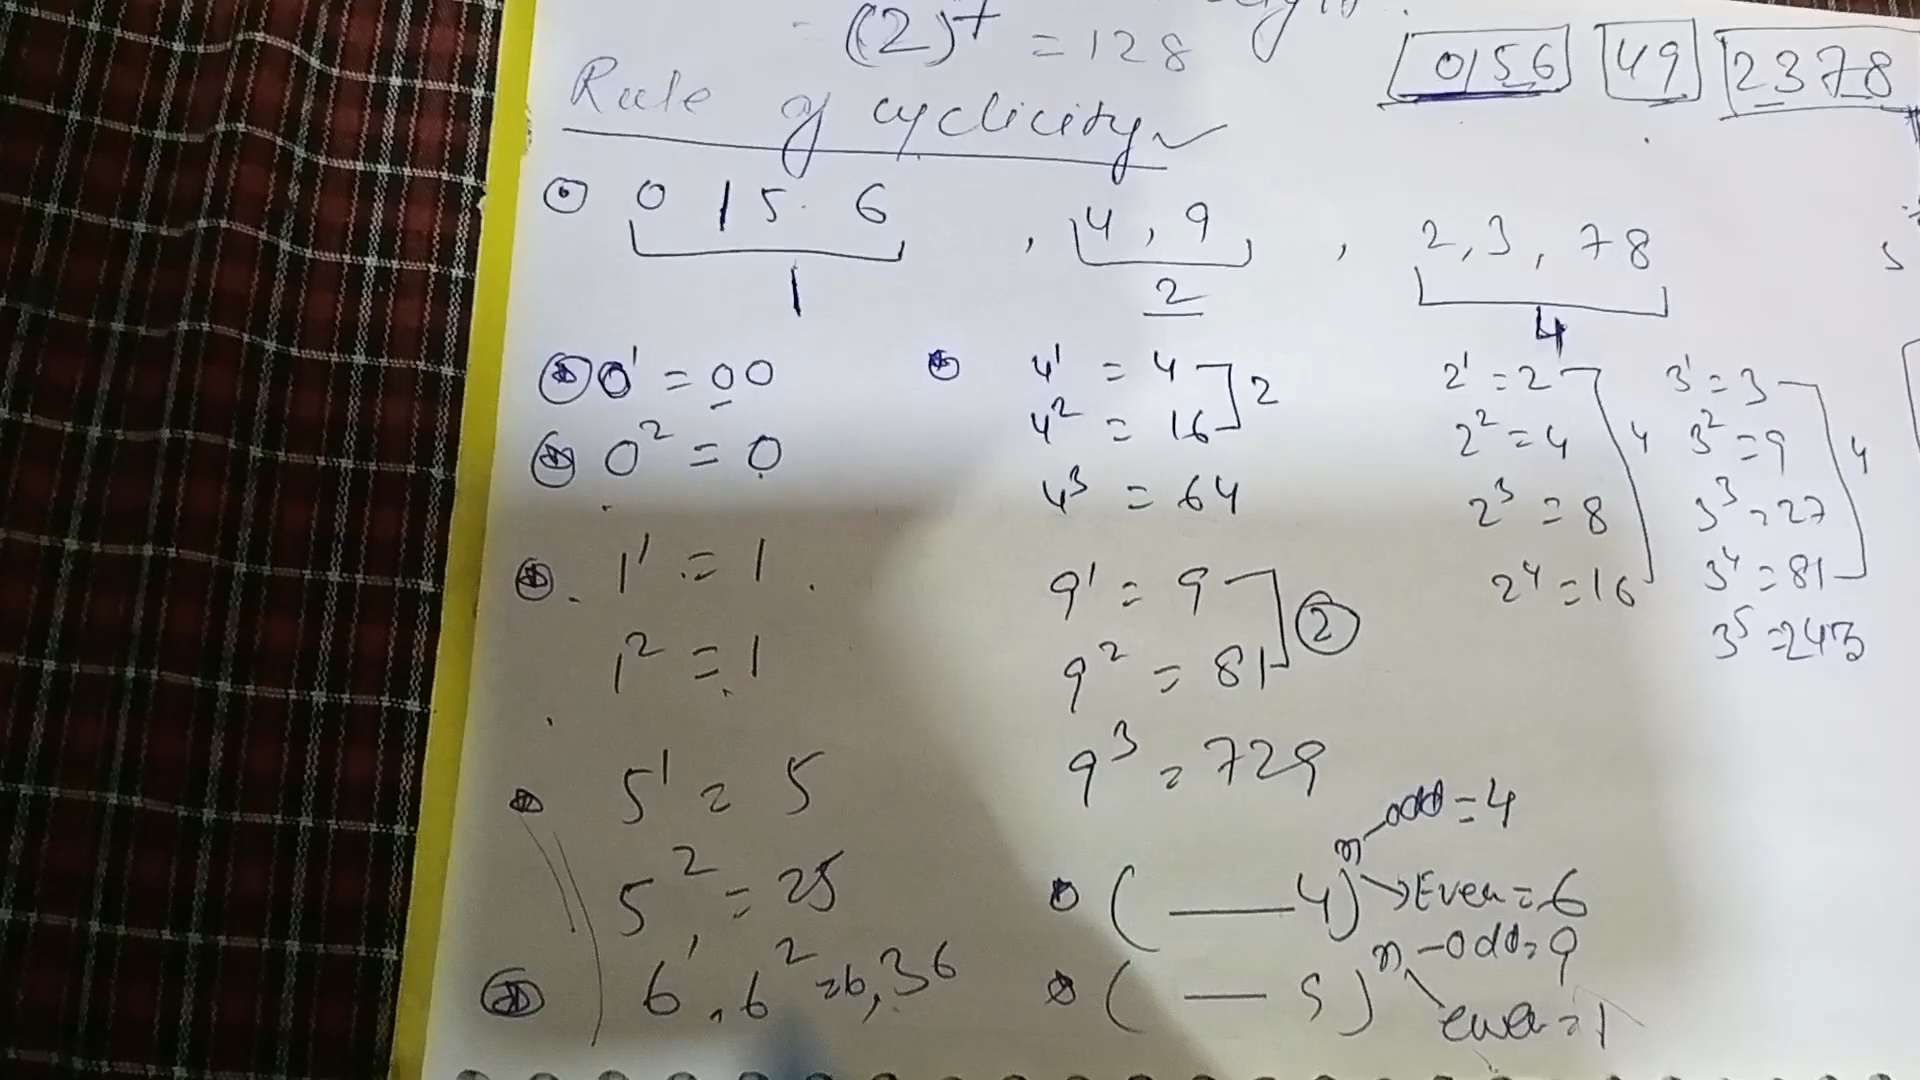 (2)⁷ = 128
0156 49 2378
Rule of cyclicity
0 1 5 6 , 4, 9 , 2, 3, 78
1 2 4
0¹ = 00
0² = 0
1¹ = 1
1² = 1
5¹ = 5
5² = 25
6¹, 6² = 6, 36
4¹ = 4
4² = 16
2
4³ = 64
9¹ = 9
9² = 81
2
9³ = 729
( —— 4)ⁿ odd = 4
Even = 6
( — 9)ⁿ - odd = 9
even = 1
2¹ = 2
2² = 4
2³ = 8
2⁴ = 16
4
3¹ = 3
3² = 9
3³ = 27
3⁴ = 81
4
3⁵ = 243